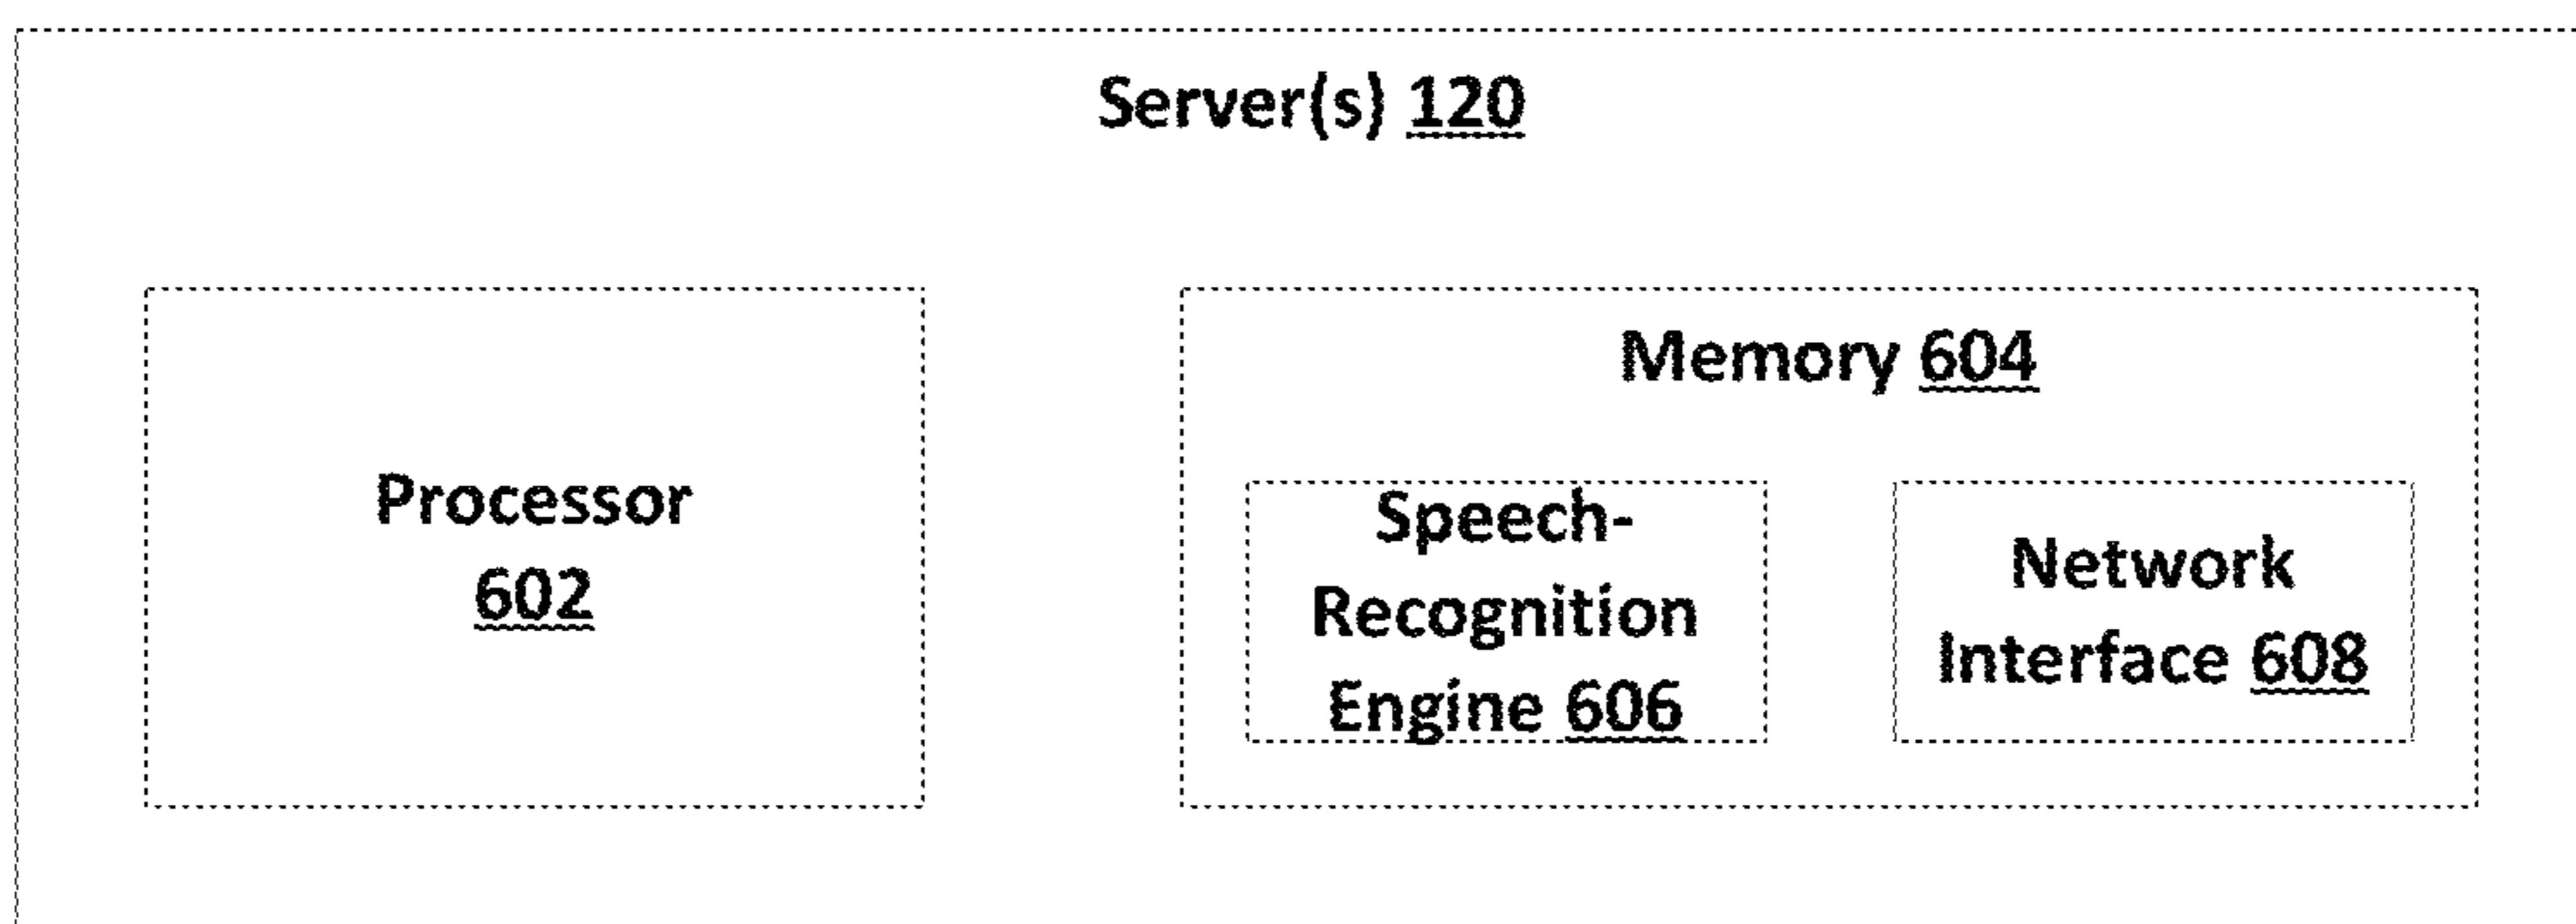 Server(s) 120
Processor
602
Memory 604
Speech-
Recognition
Engine 606
Network
Interface 608